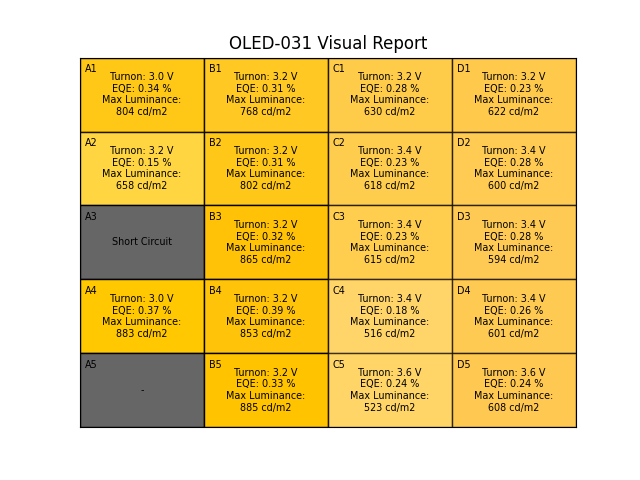 OLED-031 Visual Report
A1
Turnon: 3.0 V
EQE: 0.34 %
Max Luminance:
804 cd/m2
B1
Turnon: 3.2 V
EQE: 0.31 %
Max Luminance:
768 cd/m2
C1
Turnon: 3.2 V
EQE: 0.28 %
Max Luminance:
630 cd/m2
D1
Turnon: 3.2 V
EQE: 0.23 %
Max Luminance:
622 cd/m2
A2
Turnon: 3.2 V
EQE: 0.15 %
Max Luminance:
658 cd/m2
B2
Turnon: 3.2 V
EQE: 0.31 %
Max Luminance:
802 cd/m2
C2
Turnon: 3.4 V
EQE: 0.23 %
Max Luminance:
618 cd/m2
D2
Turnon: 3.4 V
EQE: 0.28 %
Max Luminance:
600 cd/m2
A3
Short Circuit
B3
Turnon: 3.2 V
EQE: 0.32 %
Max Luminance:
865 cd/m2
C3
Turnon: 3.4 V
EQE: 0.23 %
Max Luminance:
615 cd/m2
D3
Turnon: 3.4 V
EQE: 0.28 %
Max Luminance:
594 cd/m2
A4
Turnon: 3.0 V
EQE: 0.37 %
Max Luminance:
883 cd/m2
B4
Turnon: 3.2 V
EQE: 0.39 %
Max Luminance:
853 cd/m2
C4
Turnon: 3.4 V
EQE: 0.18 %
Max Luminance:
516 cd/m2
D4
Turnon: 3.4 V
EQE: 0.26 %
Max Luminance:
601 cd/m2
A5
-
B5
Turnon: 3.2 V
EQE: 0.33 %
Max Luminance:
885 cd/m2
C5
Turnon: 3.6 V
EQE: 0.24 %
Max Luminance:
523 cd/m2
D5
Turnon: 3.6 V
EQE: 0.24 %
Max Luminance:
608 cd/m2